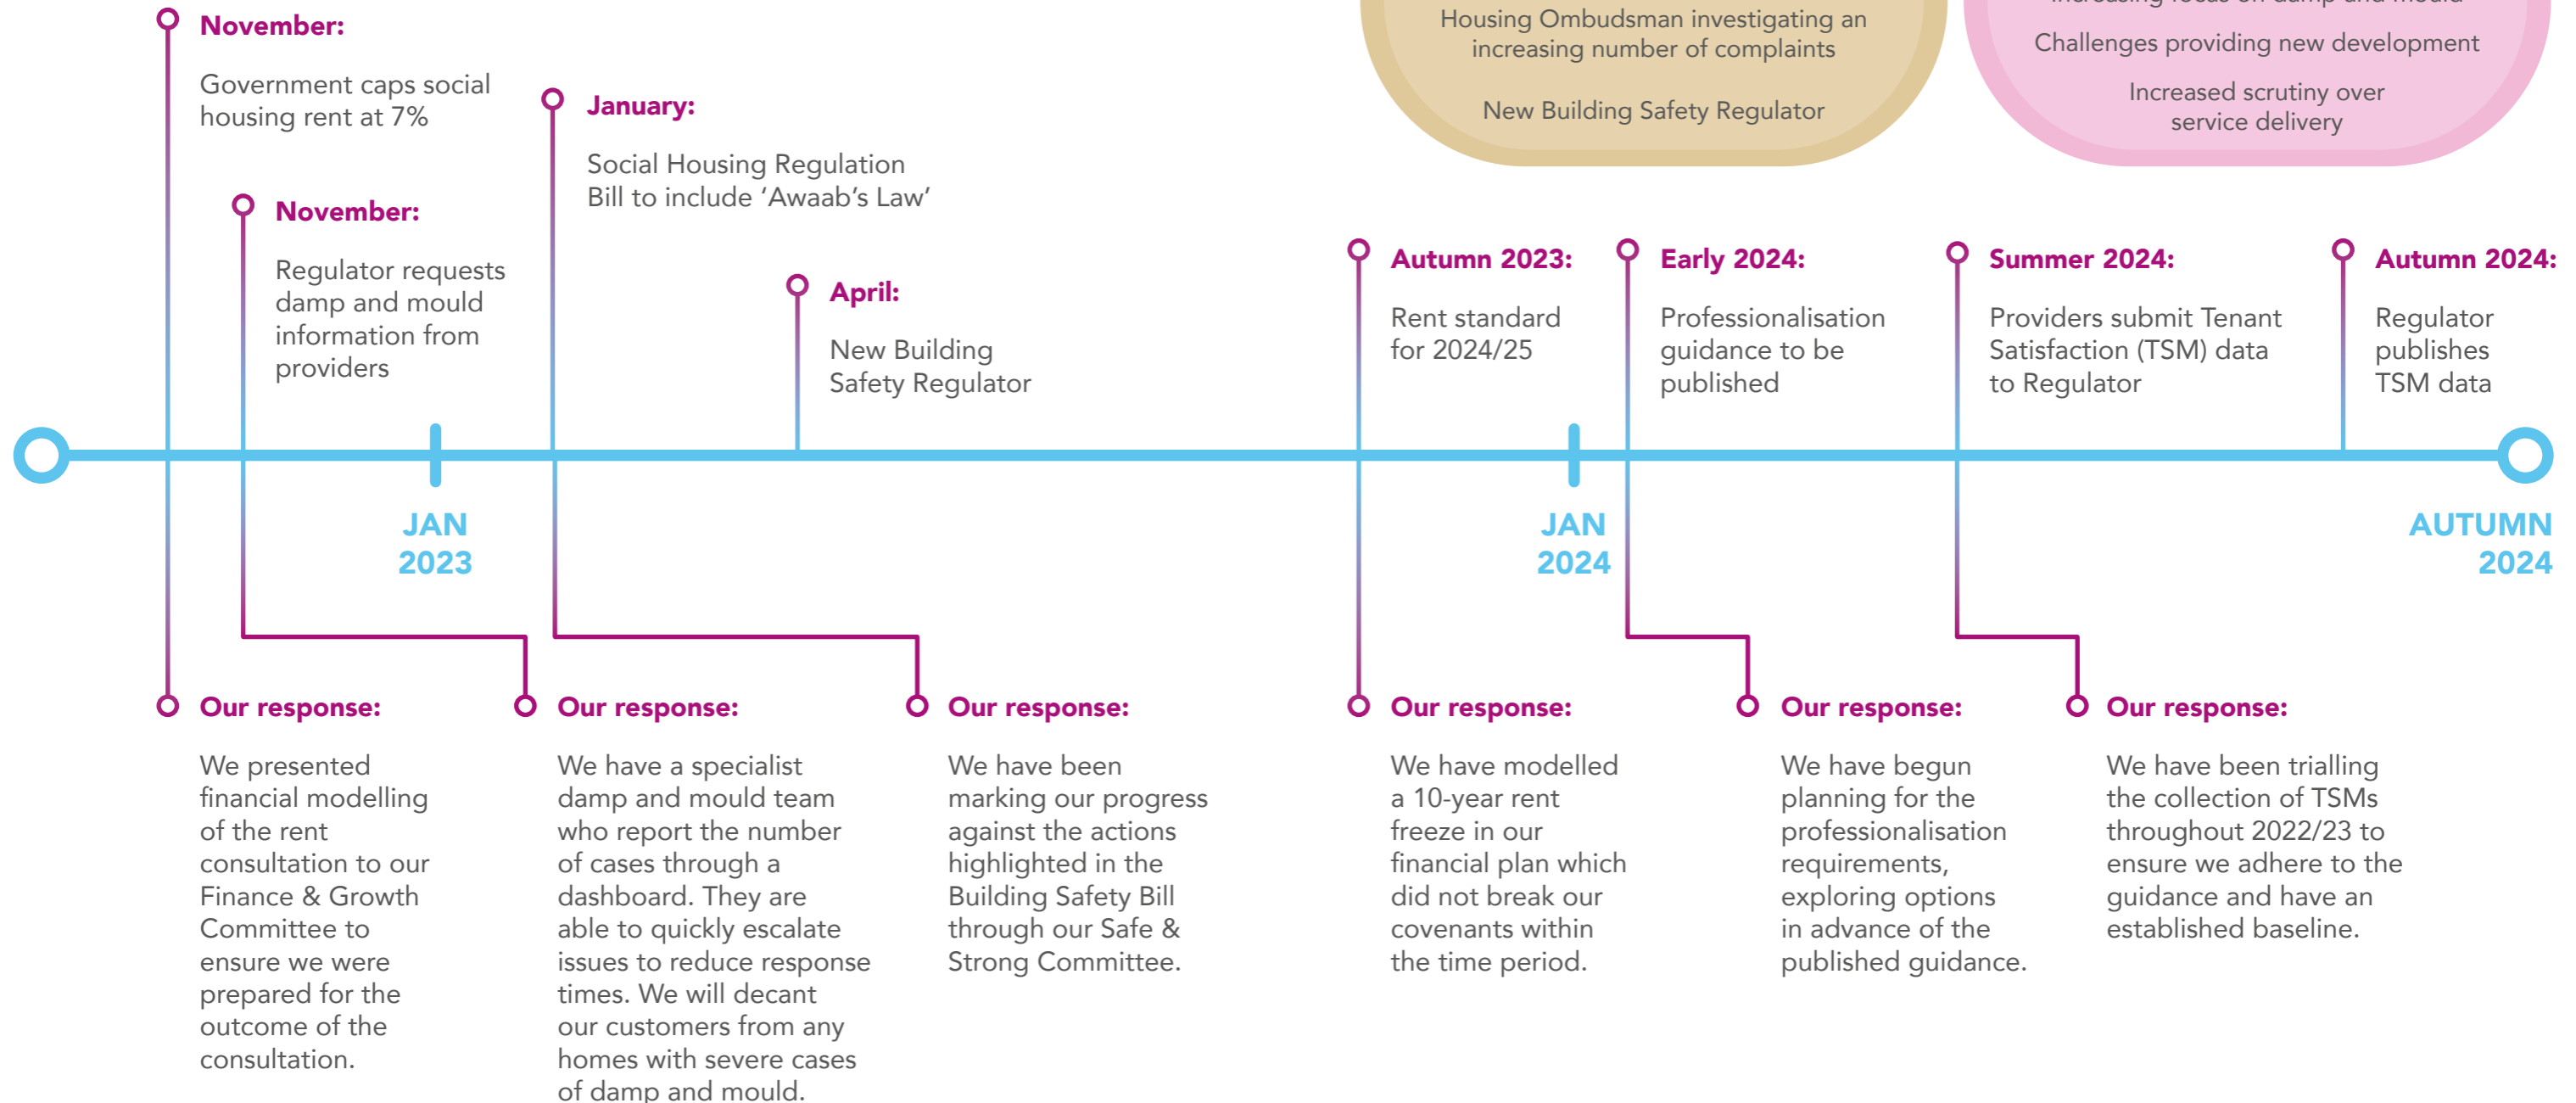 November:
Government caps social
housing rent at 7%
November:
Regulator requests
damp and mould
information from
providers
January:
Social Housing Regulation
Bill to include ‘Awaab’s Law’
April:
New Building
Safety Regulator
Housing Ombudsman investigating an
increasing number of complaints
New Building Safety Regulator
Increasing focus on damp and mould
Challenges providing new development
Increased scrutiny over
service delivery
Autumn 2023:
Rent standard
for 2024/25
Early 2024:
Professionalisation
guidance to be
published
Summer 2024:
Providers submit Tenant
Satisfaction (TSM) data
to Regulator
Autumn 2024:
Regulator
publishes
TSM data
JAN
2023
JAN
2024
AUTUMN
2024
Our response:
We presented
financial modelling
of the rent
consultation to our
Finance & Growth
Committee to
ensure we were
prepared for the
outcome of the
consultation.
Our response:
We have a specialist
damp and mould team
who report the number
of cases through a
dashboard. They are
able to quickly escalate
issues to reduce response
times. We will decant
our customers from any
homes with severe cases
of damp and mould.
Our response:
We have been
marking our progress
against the actions
highlighted in the
Building Safety Bill
through our Safe &
Strong Committee.
Our response:
We have modelled
a 10-year rent
freeze in our
financial plan which
did not break our
covenants within
the time period.
Our response:
We have begun
planning for the
professionalisation
requirements,
exploring options
in advance of the
published guidance.
Our response:
We have been trialling
the collection of TSMs
throughout 2022/23 to
ensure we adhere to the
guidance and have an
established baseline.